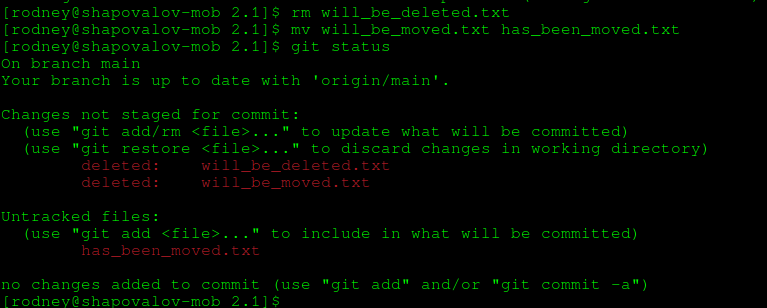 [rodney@shapovalov-mob 2.1]$ rm will_be_deleted.txt
[rodney@shapovalov-mob 2.1]$ mv will_be_moved.txt has_been_moved.txt
[rodney@shapovalov-mob 2.1]$ git status
On branch main
Your branch is up to date with 'origin/main'.

Changes not staged for commit:
  (use "git add/rm <file>..." to update what will be committed)
  (use "git restore <file>..." to discard changes in working directory)
        deleted:    will_be_deleted.txt
        deleted:    will_be_moved.txt

Untracked files:
  (use "git add <file>..." to include in what will be committed)
        has_been_moved.txt

no changes added to commit (use "git add" and/or "git commit -a")
[rodney@shapovalov-mob 2.1]$